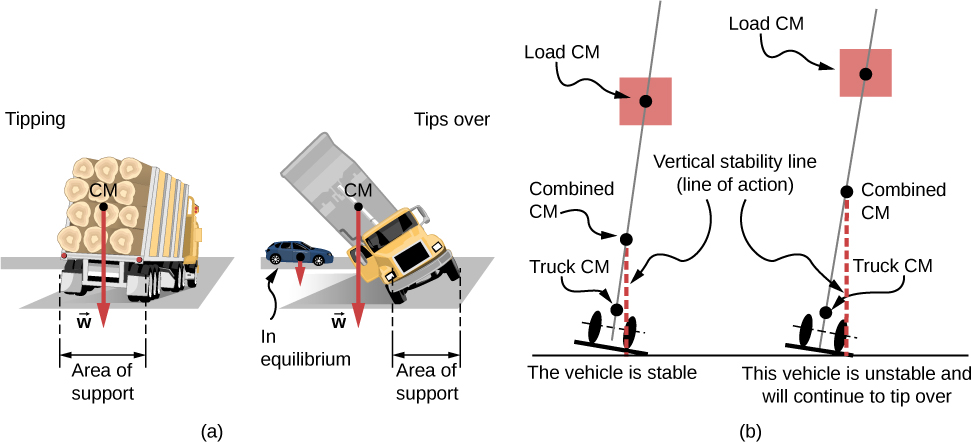 Tipping
CM
w
Area of
support
Tips over
CM
w
In
equilibrium
Area of
support
(a)
Load CM
Combined
CM
Truck CM
Vertical stability line
(line of action)
The vehicle is stable
Load CM
Combined
CM
Truck CM
This vehicle is unstable and
will continue to tip over
(b)